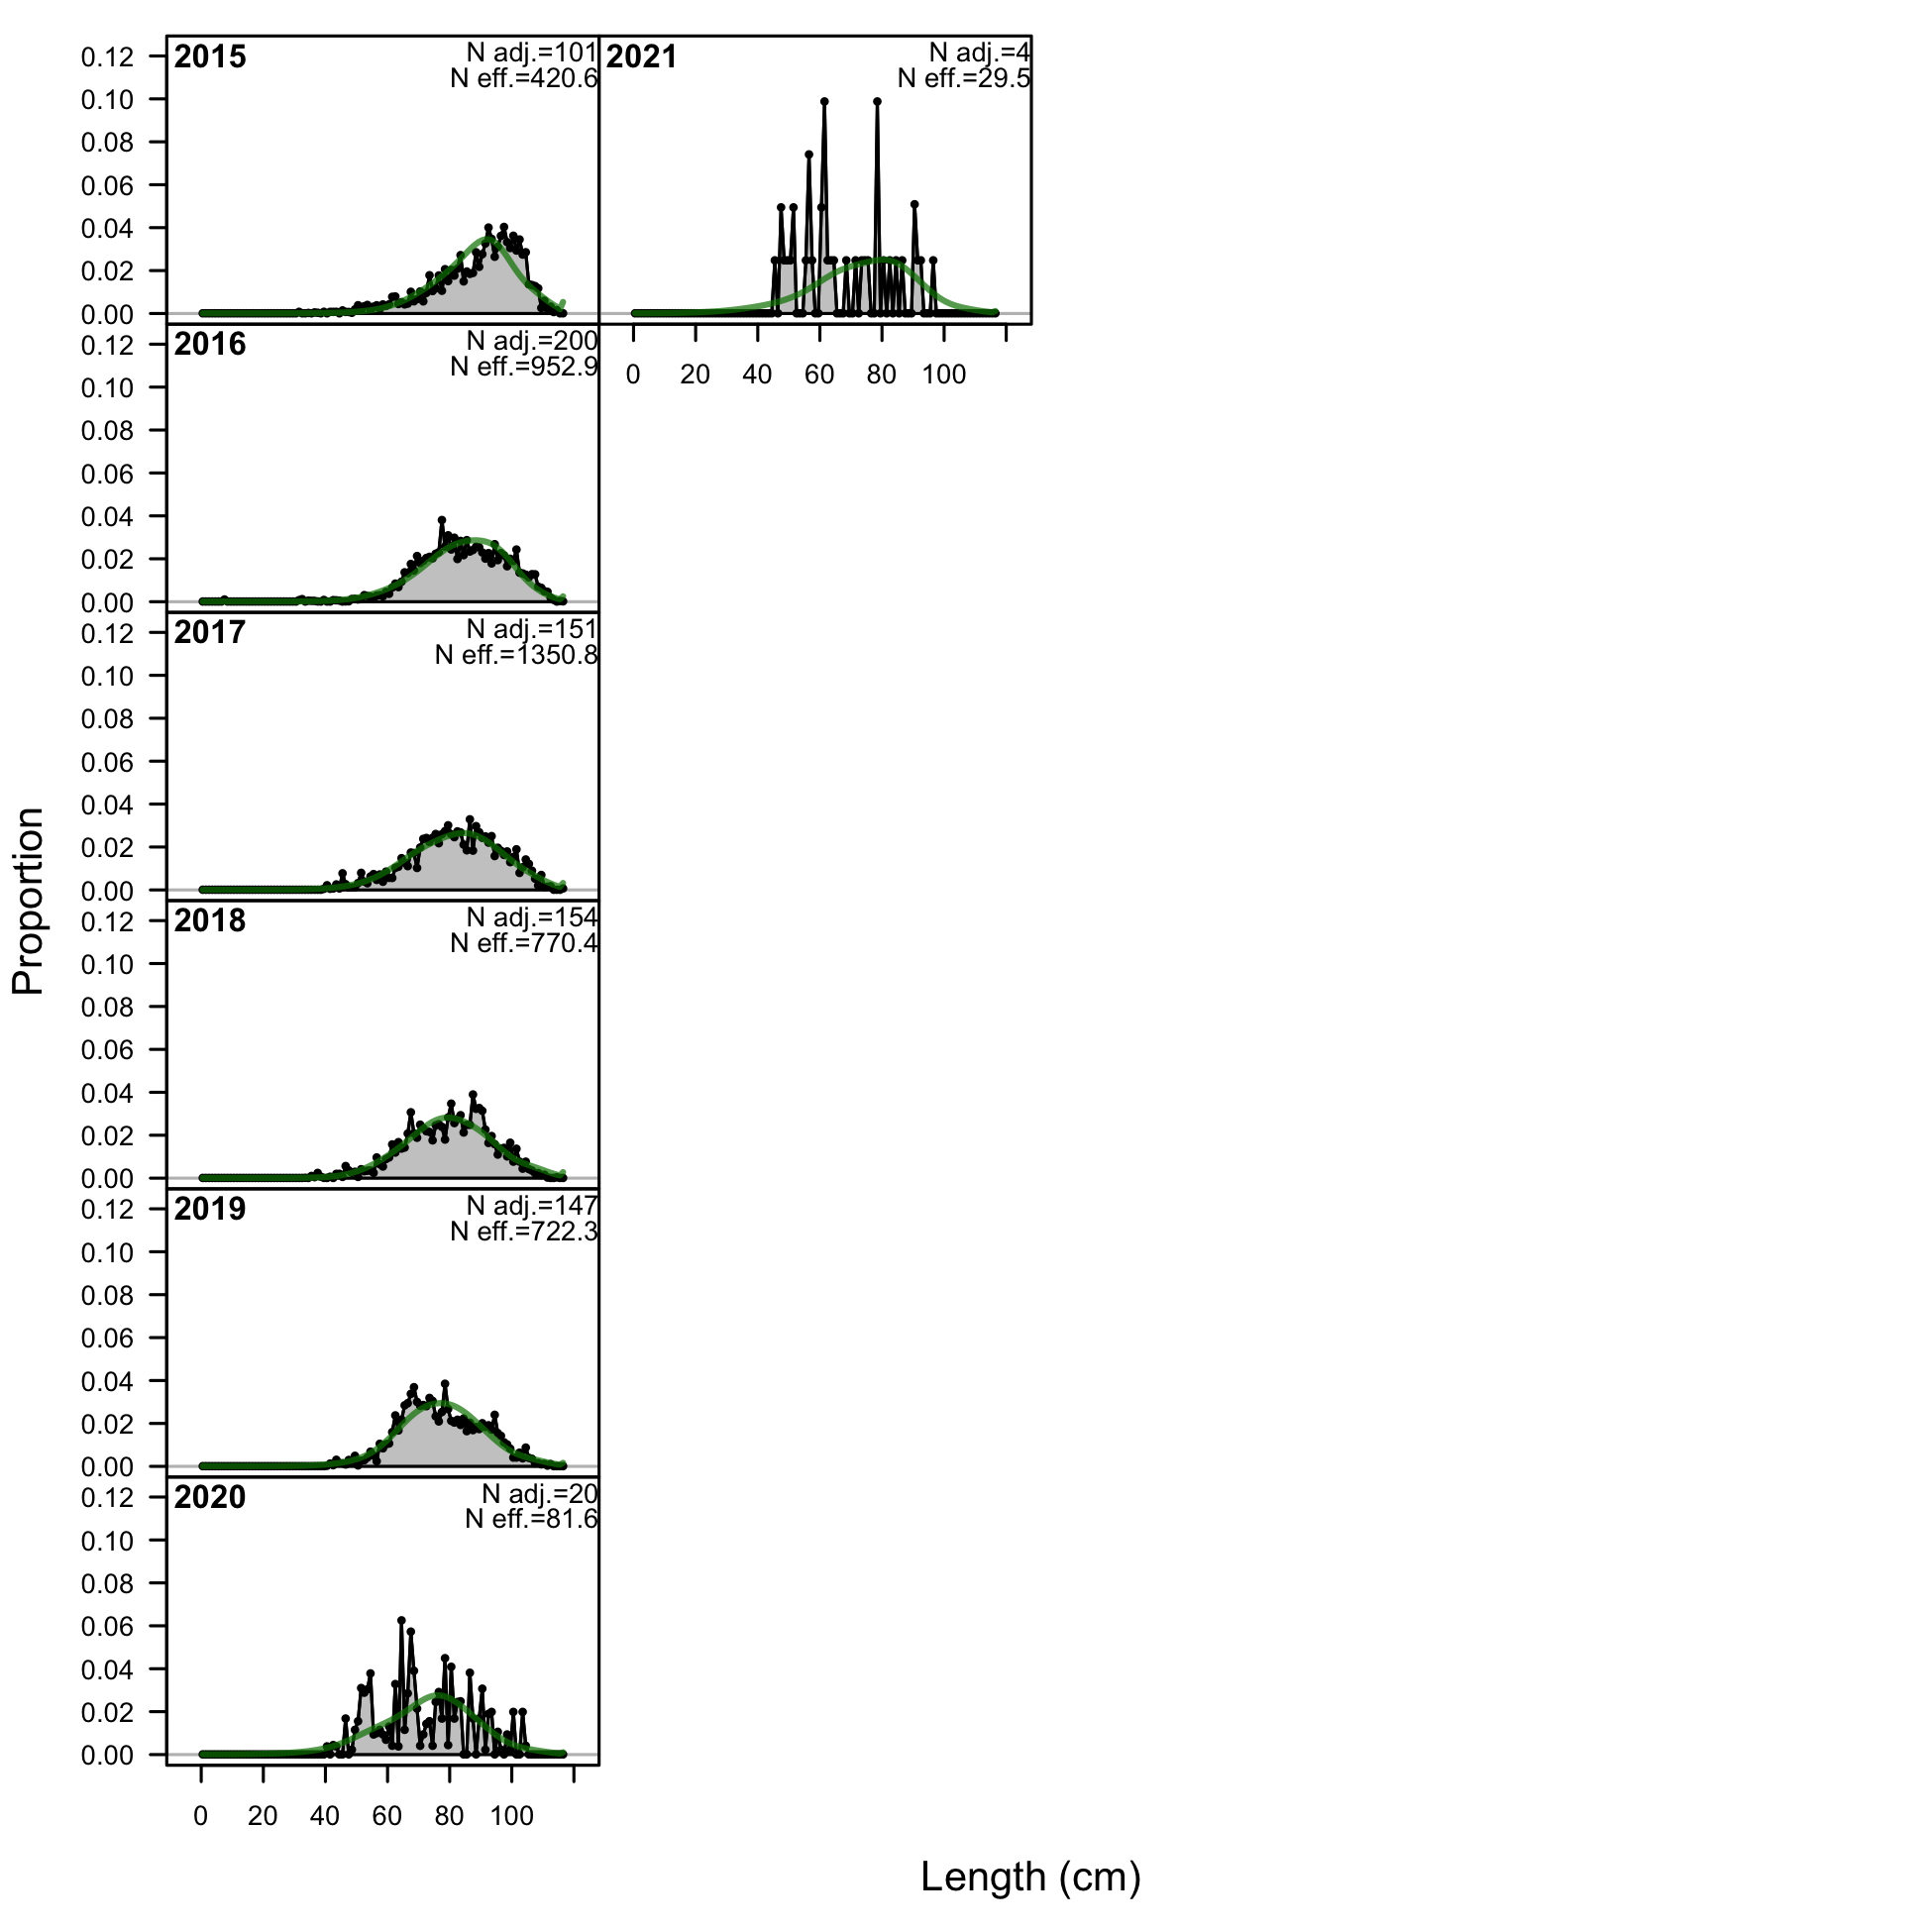 Proportion
0.12
0.10
0.08
0.06
0.04
0.02
0.00
2015
N adj.=101
N eff.=420.6
0.12
0.10
0.08
0.06
0.04
0.02
0.00
2016
N adj.=200
N eff.=952.9
0.12
0.10
0.08
0.06
0.04
0.02
0.00
2017
N adj.=151
N eff.=1350.8
0.12
0.10
0.08
0.06
0.04
0.02
0.00
2018
N adj.=154
N eff.=770.4
0.12
0.10
0.08
0.06
0.04
0.02
0.00
2019
N adj.=147
N eff.=722.3
0.12
0.10
0.08
0.06
0.04
0.02
0.00
2020
N adj.=20
N eff.=81.6
0 20 40 60 80 100
2021
N adj.=4
N eff.=29.5
0 20 40 60 80 100
Length (cm)